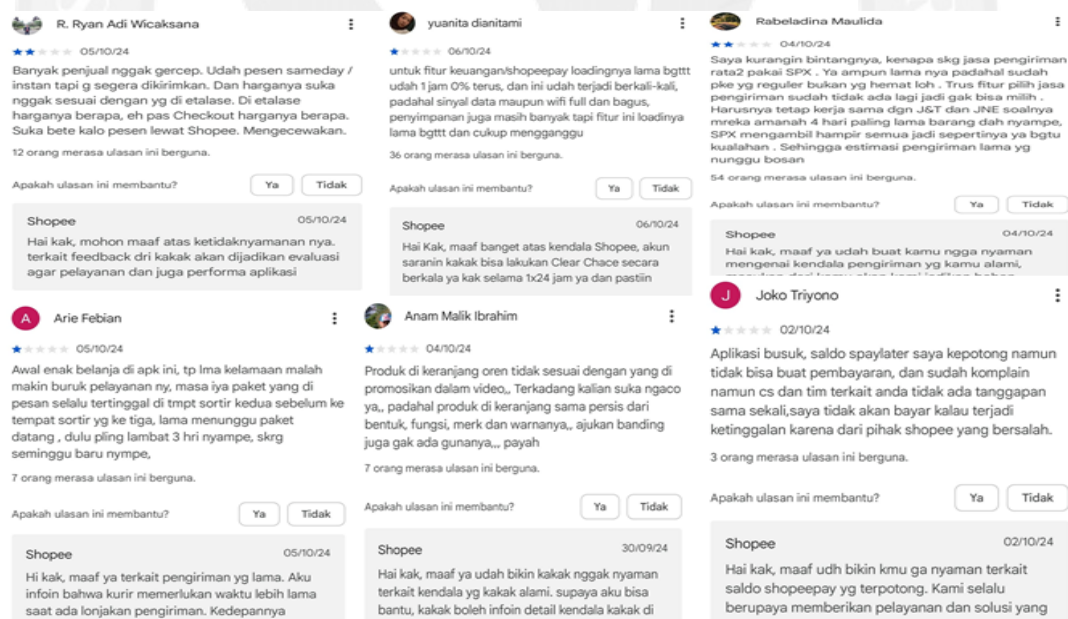 R. Ryan Adi Wicaksana
05/10/24
Banyak penjual nggak gercep. Udah pesen sameday /
instan tapi g segera dikirimkan. Dan harganya suka
nggak sesuai dengan yg di etalase. Di etalase
harganya berapa, eh pas Checkout harganya berapa.
Suka bete kalo pesen lewat Shopee. Mengecewakan.
12 orang merasa ulasan ini berguna.
Apakah ulasan ini membantu?
Ya
Tidak
Shopee
05/10/24
Hai kak, mohon maaf atas ketidaknyamanan nya.
terkait feedback dri kakak akan dijadikan evaluasi
agar pelayanan dan juga performa aplikasi
yuanita dianitami
06/10/24
untuk fitur keuangan/shopeepay loadingnya lama bgttt
udah 1 jam 0% terus, dan ini udah terjadi berkali-kali,
padahal sinyal data maupun wifi full dan bagus,
penyimpanan juga masih banyak tapi fitur ini loadinya
lama bgttt dan cukup mengganggu
36 orang merasa ulasan ini berguna.
Apakah ulasan ini membantu?
Ya
Tidak
Shopee
06/10/24
Hai Kak, maaf banget atas kendala Shopee, akun
saranin kakak bisa lakukan Clear Chace secara
berkala ya kak selama 1x24 jam ya dan pastiin
Rabeladina Maulida
04/10/24
Saya kurangin bintangnya, kenapa skg jasa pengiriman
rata2 pakai SPX . Ya ampun lama nya padahal sudah
pke yg reguler bukan yg hemat loh . Trus fitur pilih jasa
pengiriman sudah tidak ada lagi jadi gak bisa milih .
Harusnya tetap kerja sama dgn J&T dan JNE soalnya
mreka amanah 4 hari paling lama barang dah nyampe,
SPX mengambil hampir semua jadi sepertinya ya bgtu
kualahan . Sehingga estimasi pengiriman lama yg
nunggu bosan
54 orang merasa ulasan ini berguna.
Apakah ulasan ini membantu?
Ya
Tidak
Shopee
04/10/24
Hai kak, maaf ya udah buat kamu ngga nyaman
mengenai kendala pengiriman yg kamu alami,
A
Arie Febian
05/10/24
Awal enak belanja di apk ini, tp lma kelamaan malah
makin buruk pelayanan ny, masa iya paket yang di
pesan selalu tertinggal di tmpt sortir kedua sebelum ke
tempat sortir yg ke tiga, lama menunggu paket
datang , dulu pling lambat 3 hri nyampe, skrg
seminggu baru nympe,
7 orang merasa ulasan ini berguna.
Apakah ulasan ini membantu?
Ya
Tidak
Shopee
05/10/24
Hi kak, maaf ya terkait pengiriman yg lama. Aku
infoin bahwa kurir memerlukan waktu lebih lama
saat ada lonjakan pengiriman. Kedepannya
Anam Malik Ibrahim
04/10/24
Produk di keranjang oren tidak sesuai dengan yang di
promosikan dalam video,, Terkadang kalian suka ngaco
ya,, padahal produk di keranjang sama persis dari
bentuk, fungsi, merk dan warnanya,, ajukan banding
juga gak ada gunanya,,, payah
7 orang merasa ulasan ini berguna.
Apakah ulasan ini membantu?
Ya
Tidak
Shopee
30/09/24
Hai kak, maaf ya udah bikin kakak nggak nyaman
terkait kendala yg kakak alami. supaya aku bisa
bantu, kakak boleh infoin detail kendala kakak di
J
Joko Triyono
02/10/24
Aplikasi busuk, saldo spaylater saya kepotong namun
tidak bisa buat pembayaran, dan sudah komplain
namun cs dan tim terkait anda tidak ada tanggapan
sama sekali,saya tidak akan bayar kalau terjadi
ketinggalan karena dari pihak shopee yang bersalah.
3 orang merasa ulasan ini berguna.
Apakah ulasan ini membantu?
Ya
Tidak
Shopee
02/10/24
Hai kak, maaf udh bikin kmu ga nyaman terkait
saldo shopeepay yg terpotong. Kami selalu
berupaya memberikan pelayanan dan solusi yang